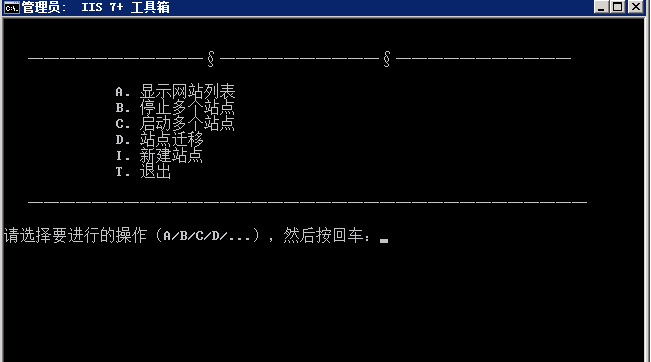 管理员: IIS 7+ 工具箱
———————————§——————————§———————————
A. 显示网站列表
B. 停止多个站点
C. 启动多个站点
D. 站点迁移
I. 新建站点
T. 退出
———————————————————————————————————
请选择要进行的操作（A/B/C/D/...），然后按回车：